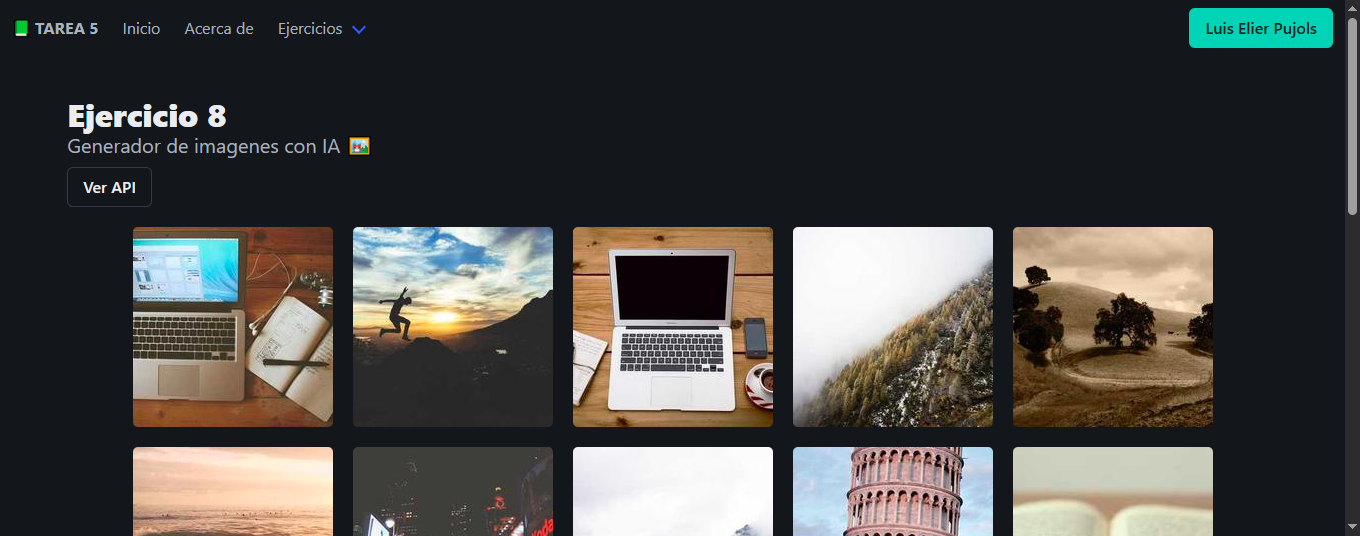 TAREA 5 Inicio Acerca de Ejercicios Luis Elier Pujols
Ejercicio 8
Generador de imagenes con IA
Ver API